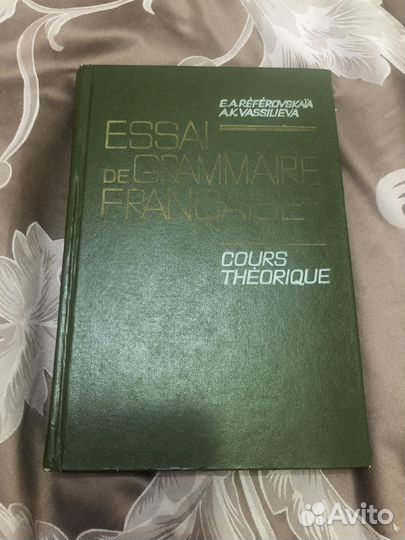 E.A.RÉFÉROVSKAÏA
A.K.VASSILIEVA
ESSAI
DE GRAMMAIRE
FRANÇAISE
COURS
THÉORIQUE
Avito